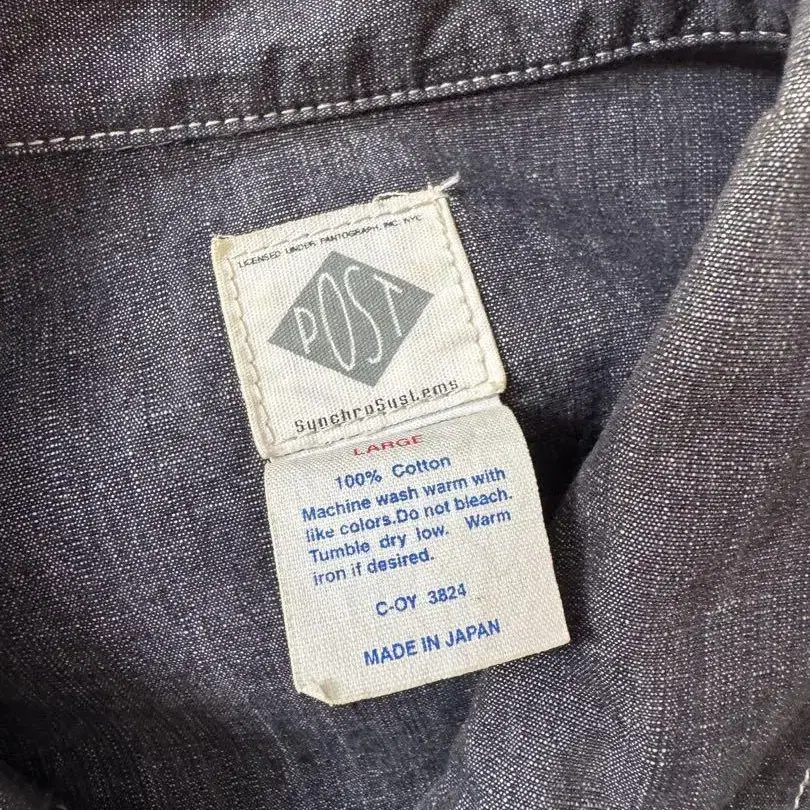 LICENSED UNDER PANTOGRAPH, INC. NYC
POST
SynchroSystems
LARGE
100% Cotton
Machine wash warm with
like colors.Do not bleach.
Tumble dry low. Warm
iron if desired.
C-OY 3824
MADE IN JAPAN